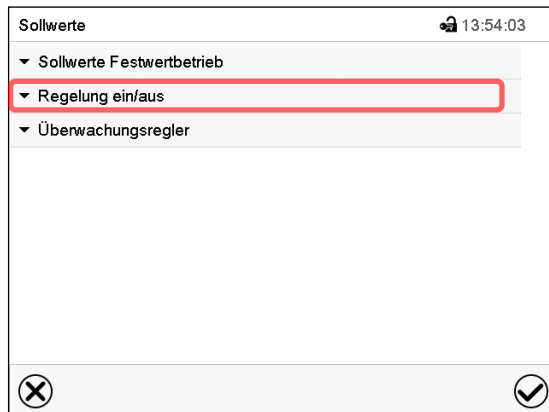 Sollwerte 13:54:03
Sollwerte Festwertbetrieb
Regelung ein/aus
Überwachungsregler